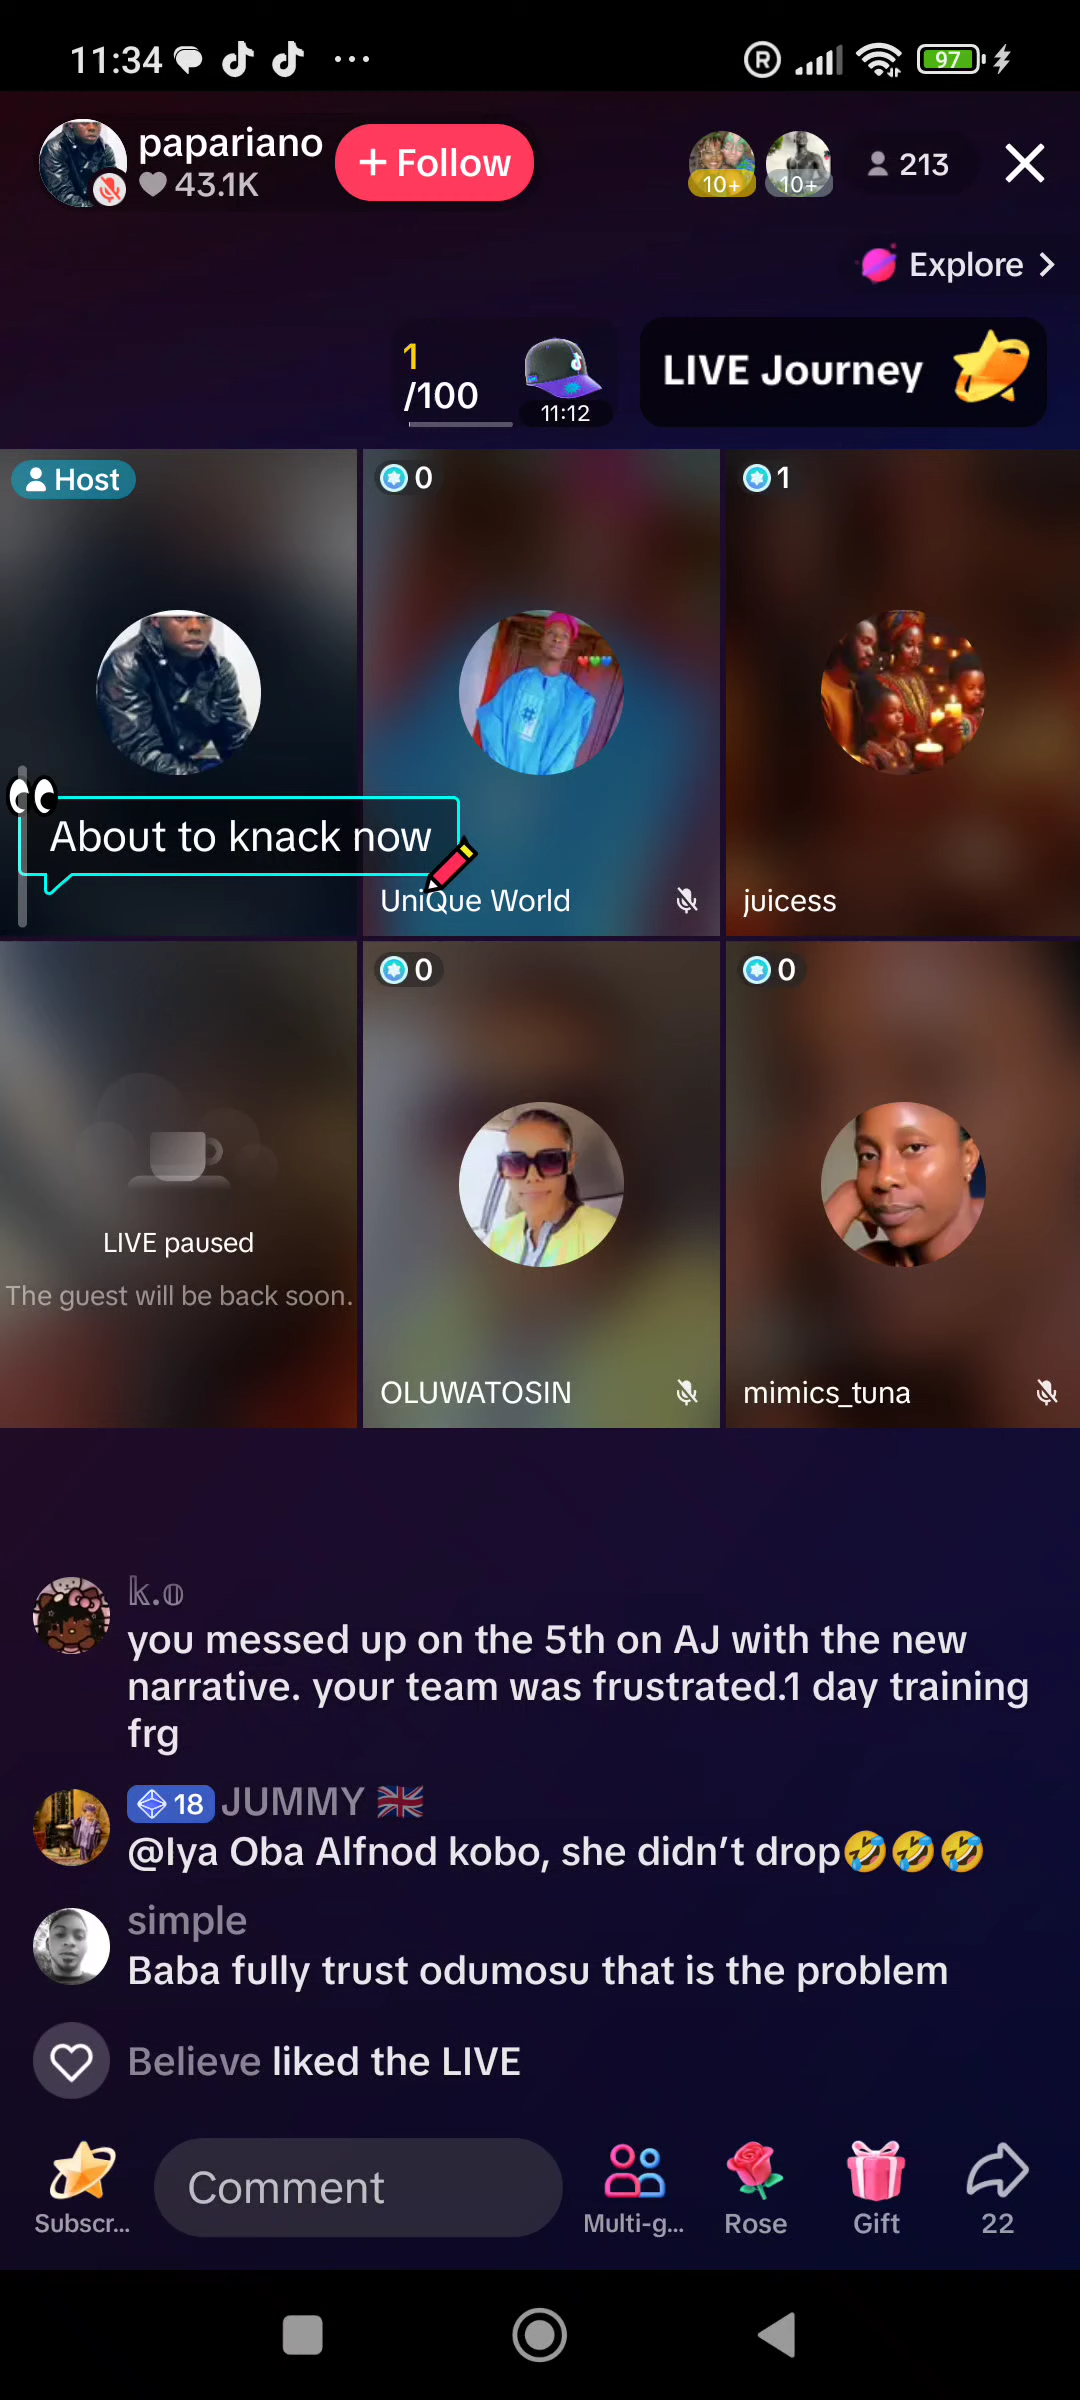 11:34
R
97
papariano
43.1K
+ Follow
10+
10+
213
Explore
1
/100
11:12
LIVE Journey
Host
0
1
About to knack now
UniQue World
juicess
0
0
LIVE paused
The guest will be back soon.
OLUWATOSIN
mimics_tuna
𝕜.𝕠
you messed up on the 5th on AJ with the new
narrative. your team was frustrated.1 day training
frg
18 JUMMY 🇬🇧
@Iya Oba Alfnod kobo, she didn’t drop🤣🤣🤣
simple
Baba fully trust odumosu that is the problem
Believe liked the LIVE
Subscr...
Comment
Multi-g...
Rose
Gift
22